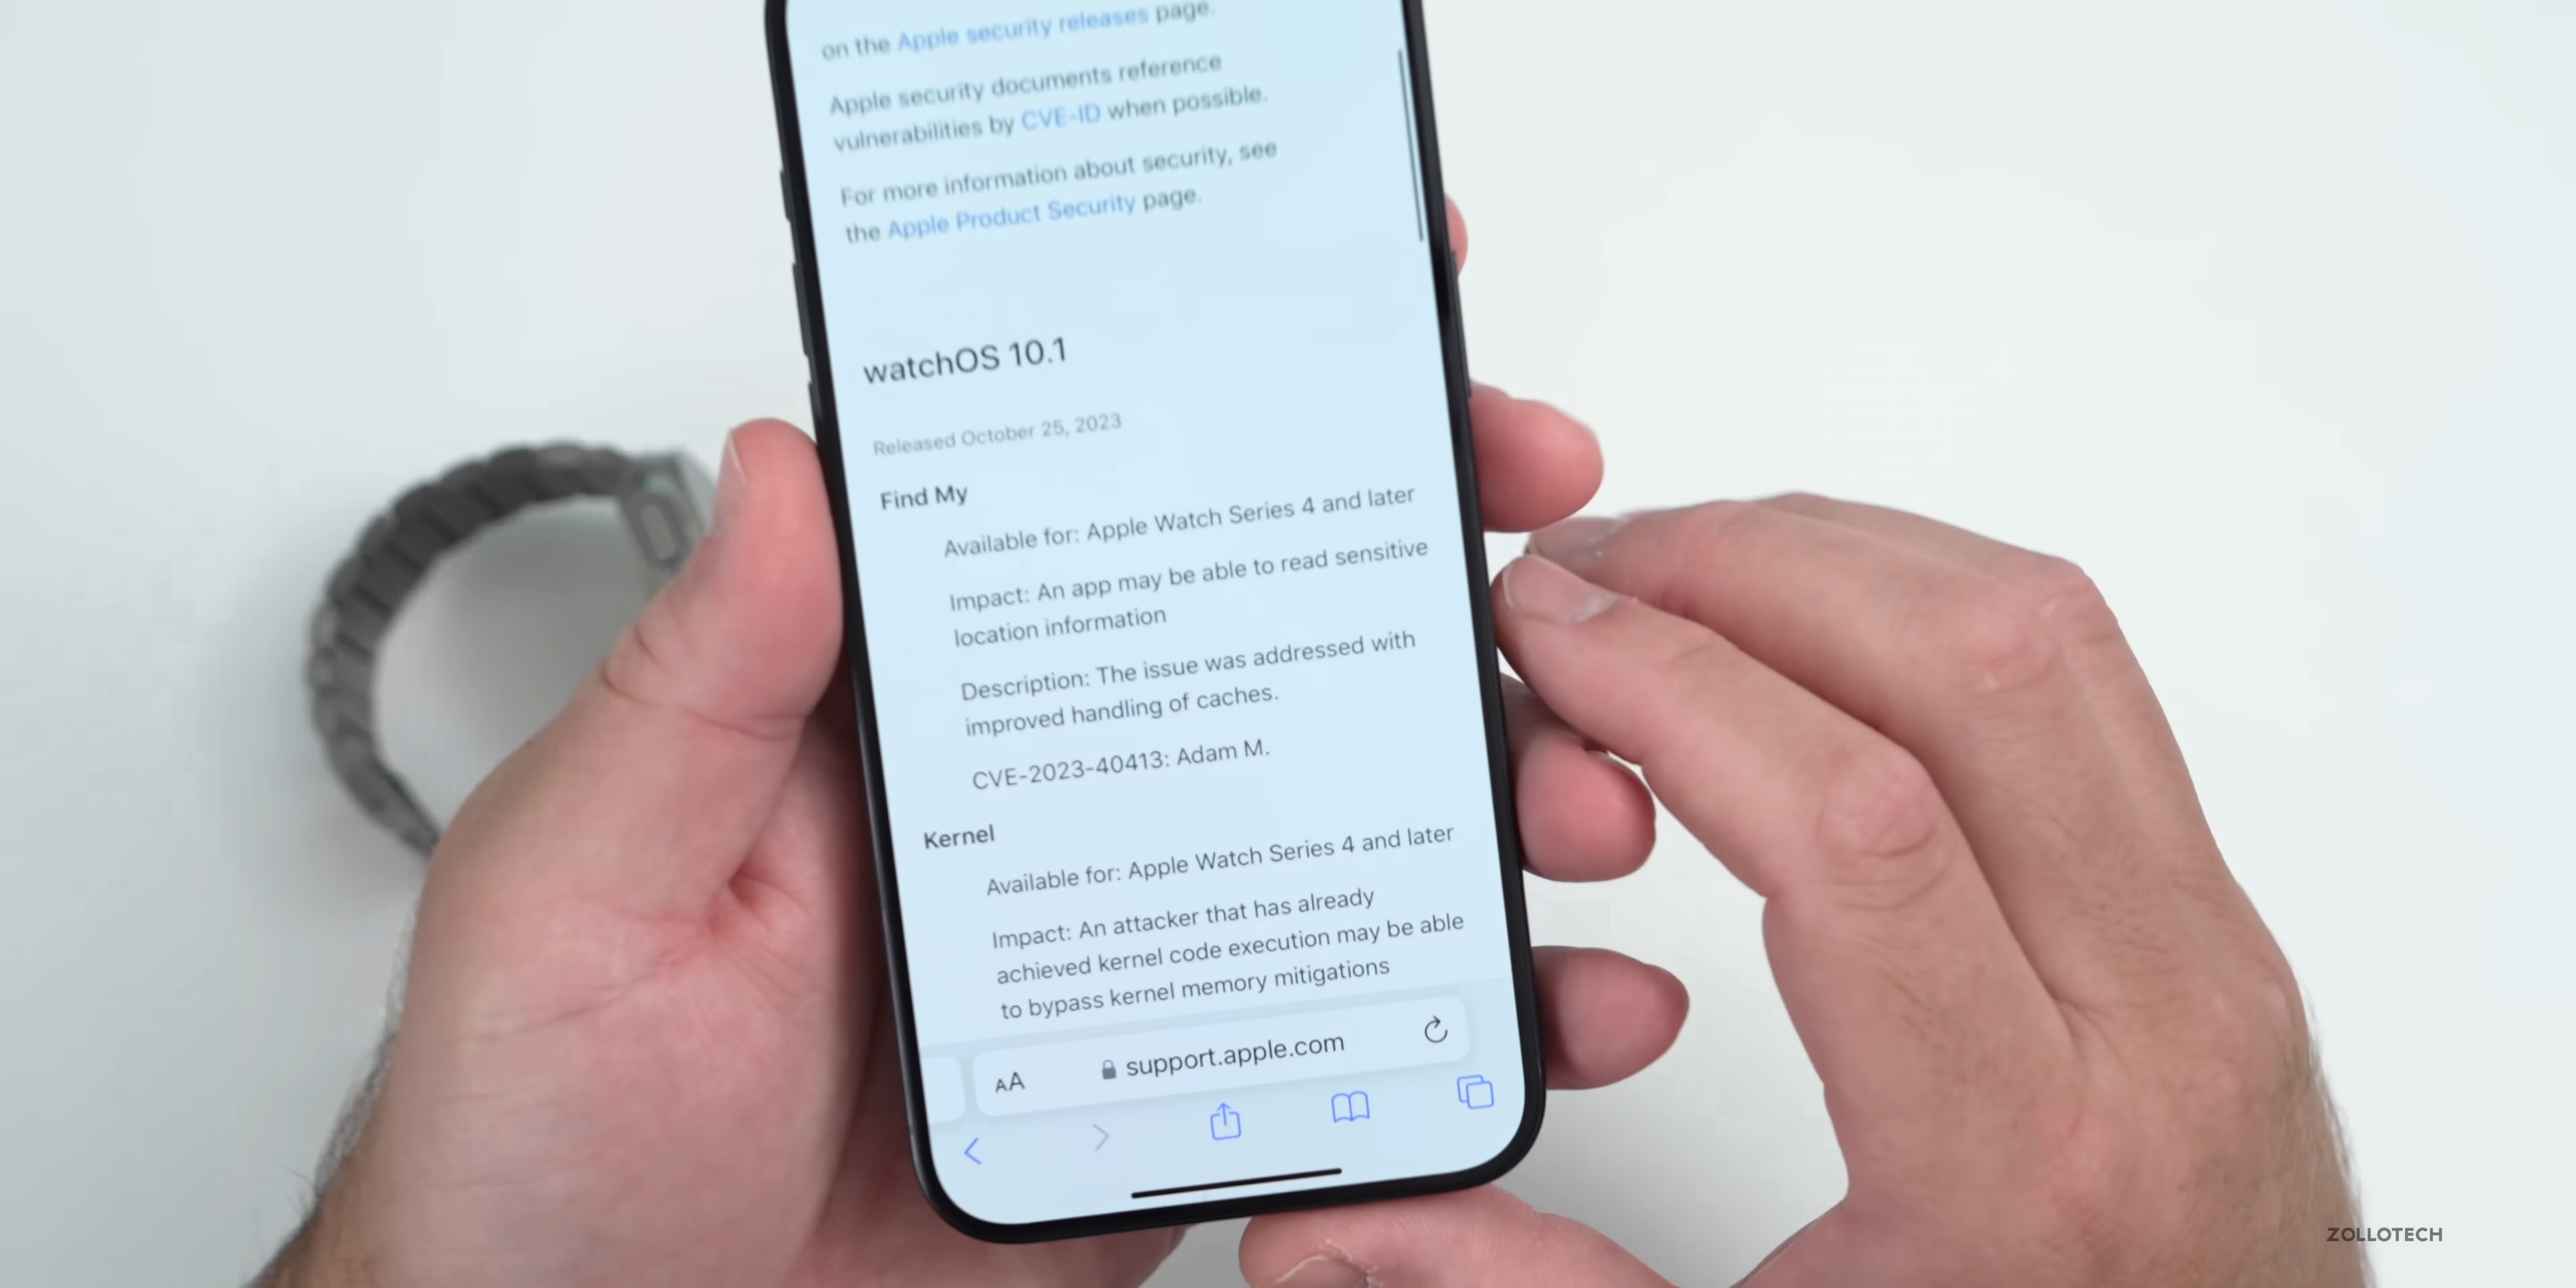 on the Apple security releases page.
Apple security documents reference
vulnerabilities by CVE-ID when possible.
For more information about security, see
the Apple Product Security page.
watchOS 10.1
Released October 25, 2023
Find My
Available for: Apple Watch Series 4 and later
Impact: An app may be able to read sensitive
location information
Description: The issue was addressed with
improved handling of caches.
CVE-2023-40413: Adam M.
Kernel
Available for: Apple Watch Series 4 and later
Impact: An attacker that has already
achieved kernel code execution may be able
to bypass kernel memory mitigations
AA support.apple.com
ZOLLOTECH